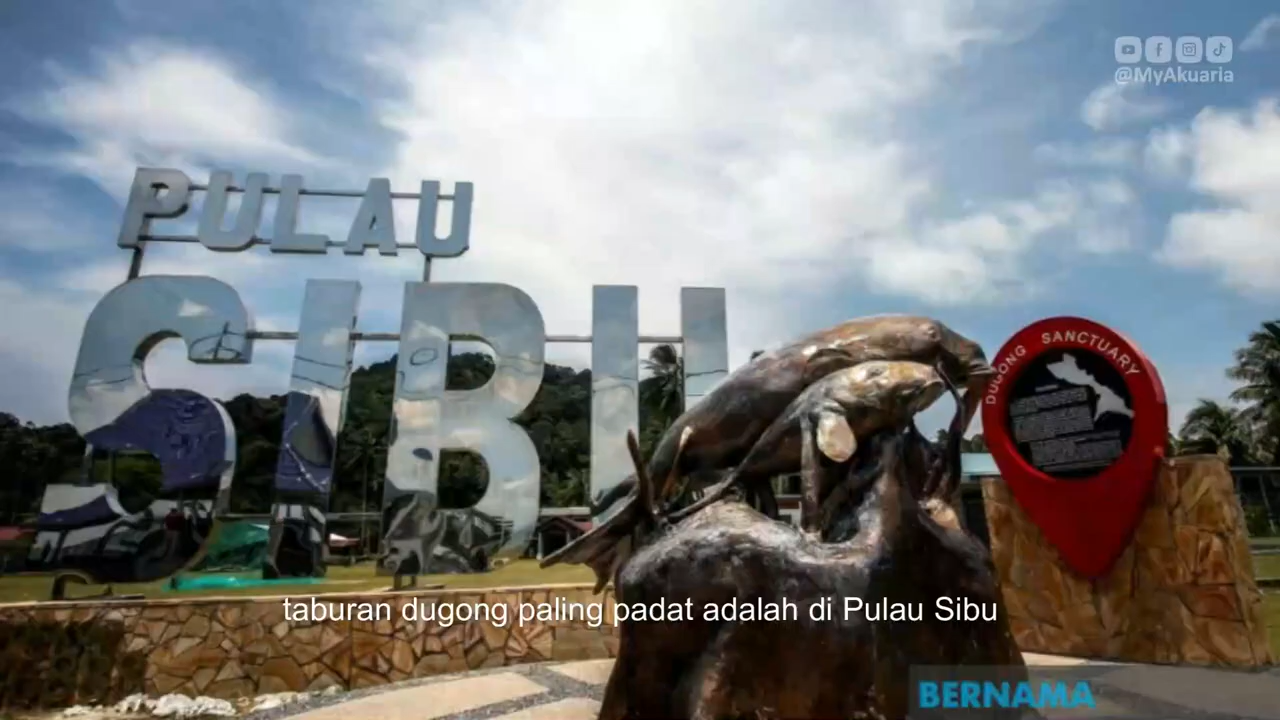 @MyAkuaria
PULAU
SIBU
DUGONG SANCTUARY
taburan dugong paling padat adalah di Pulau Sibu
BERNAMA